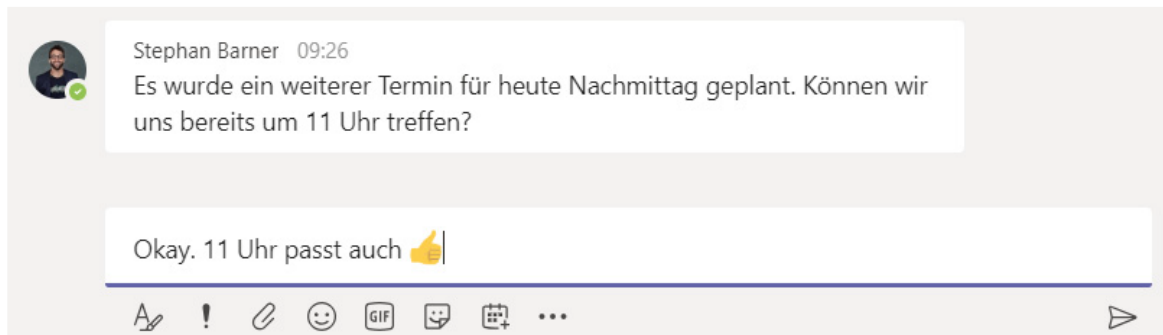 Stephan Barner 09:26
Es wurde ein weiterer Termin für heute Nachmittag geplant. Können wir
uns bereits um 11 Uhr treffen?
Okay. 11 Uhr passt auch 👍
GIF